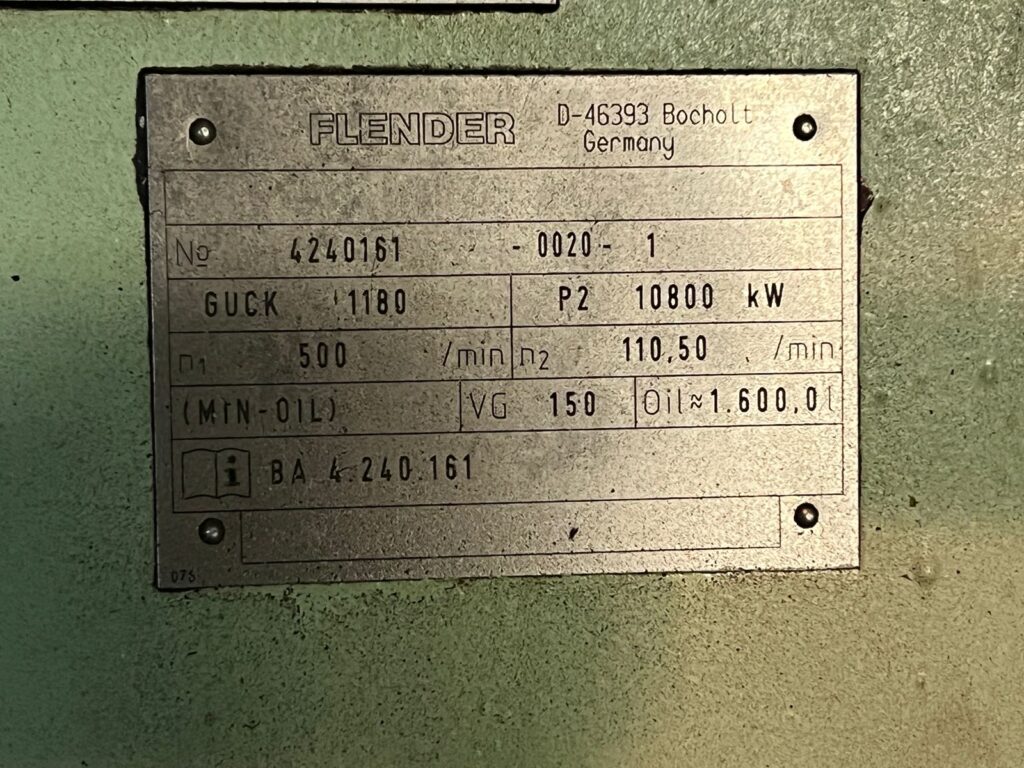 FLENDER D-46393 Bocholt
Germany
No 4240161 - 0020 - 1
GUCK 1180 P2 10800 kW
n1 500 /min n2 110,50 /min
(MIN-OIL) VG 150 Oil≈1.600,0l
i BA 4.240.161